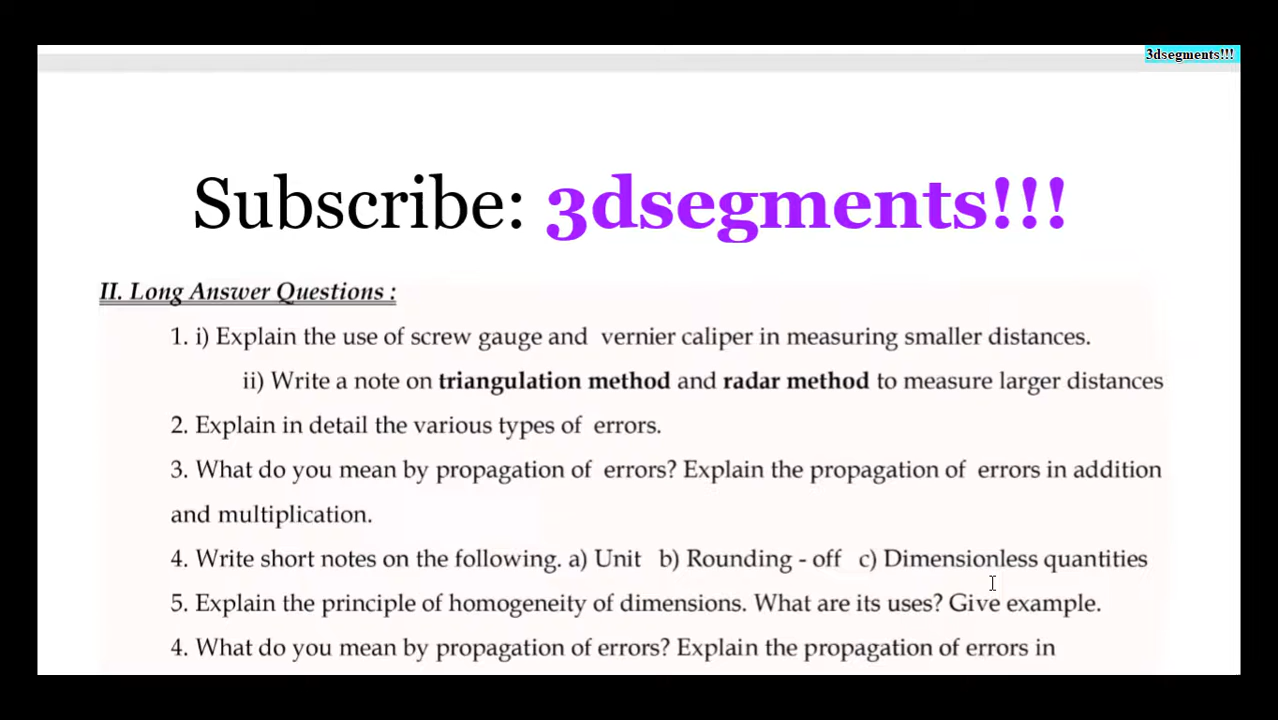 3dsegments!!!
Subscribe: 3dsegments!!!
II. Long Answer Questions :
1. i) Explain the use of screw gauge and vernier caliper in measuring smaller distances.
ii) Write a note on triangulation method and radar method to measure larger distances
2. Explain in detail the various types of errors.
3. What do you mean by propagation of errors? Explain the propagation of errors in addition
and multiplication.
4. Write short notes on the following. a) Unit b) Rounding - off c) Dimensionless quantities
5. Explain the principle of homogeneity of dimensions. What are its uses? Give example.
4. What do you mean by propagation of errors? Explain the propagation of errors in